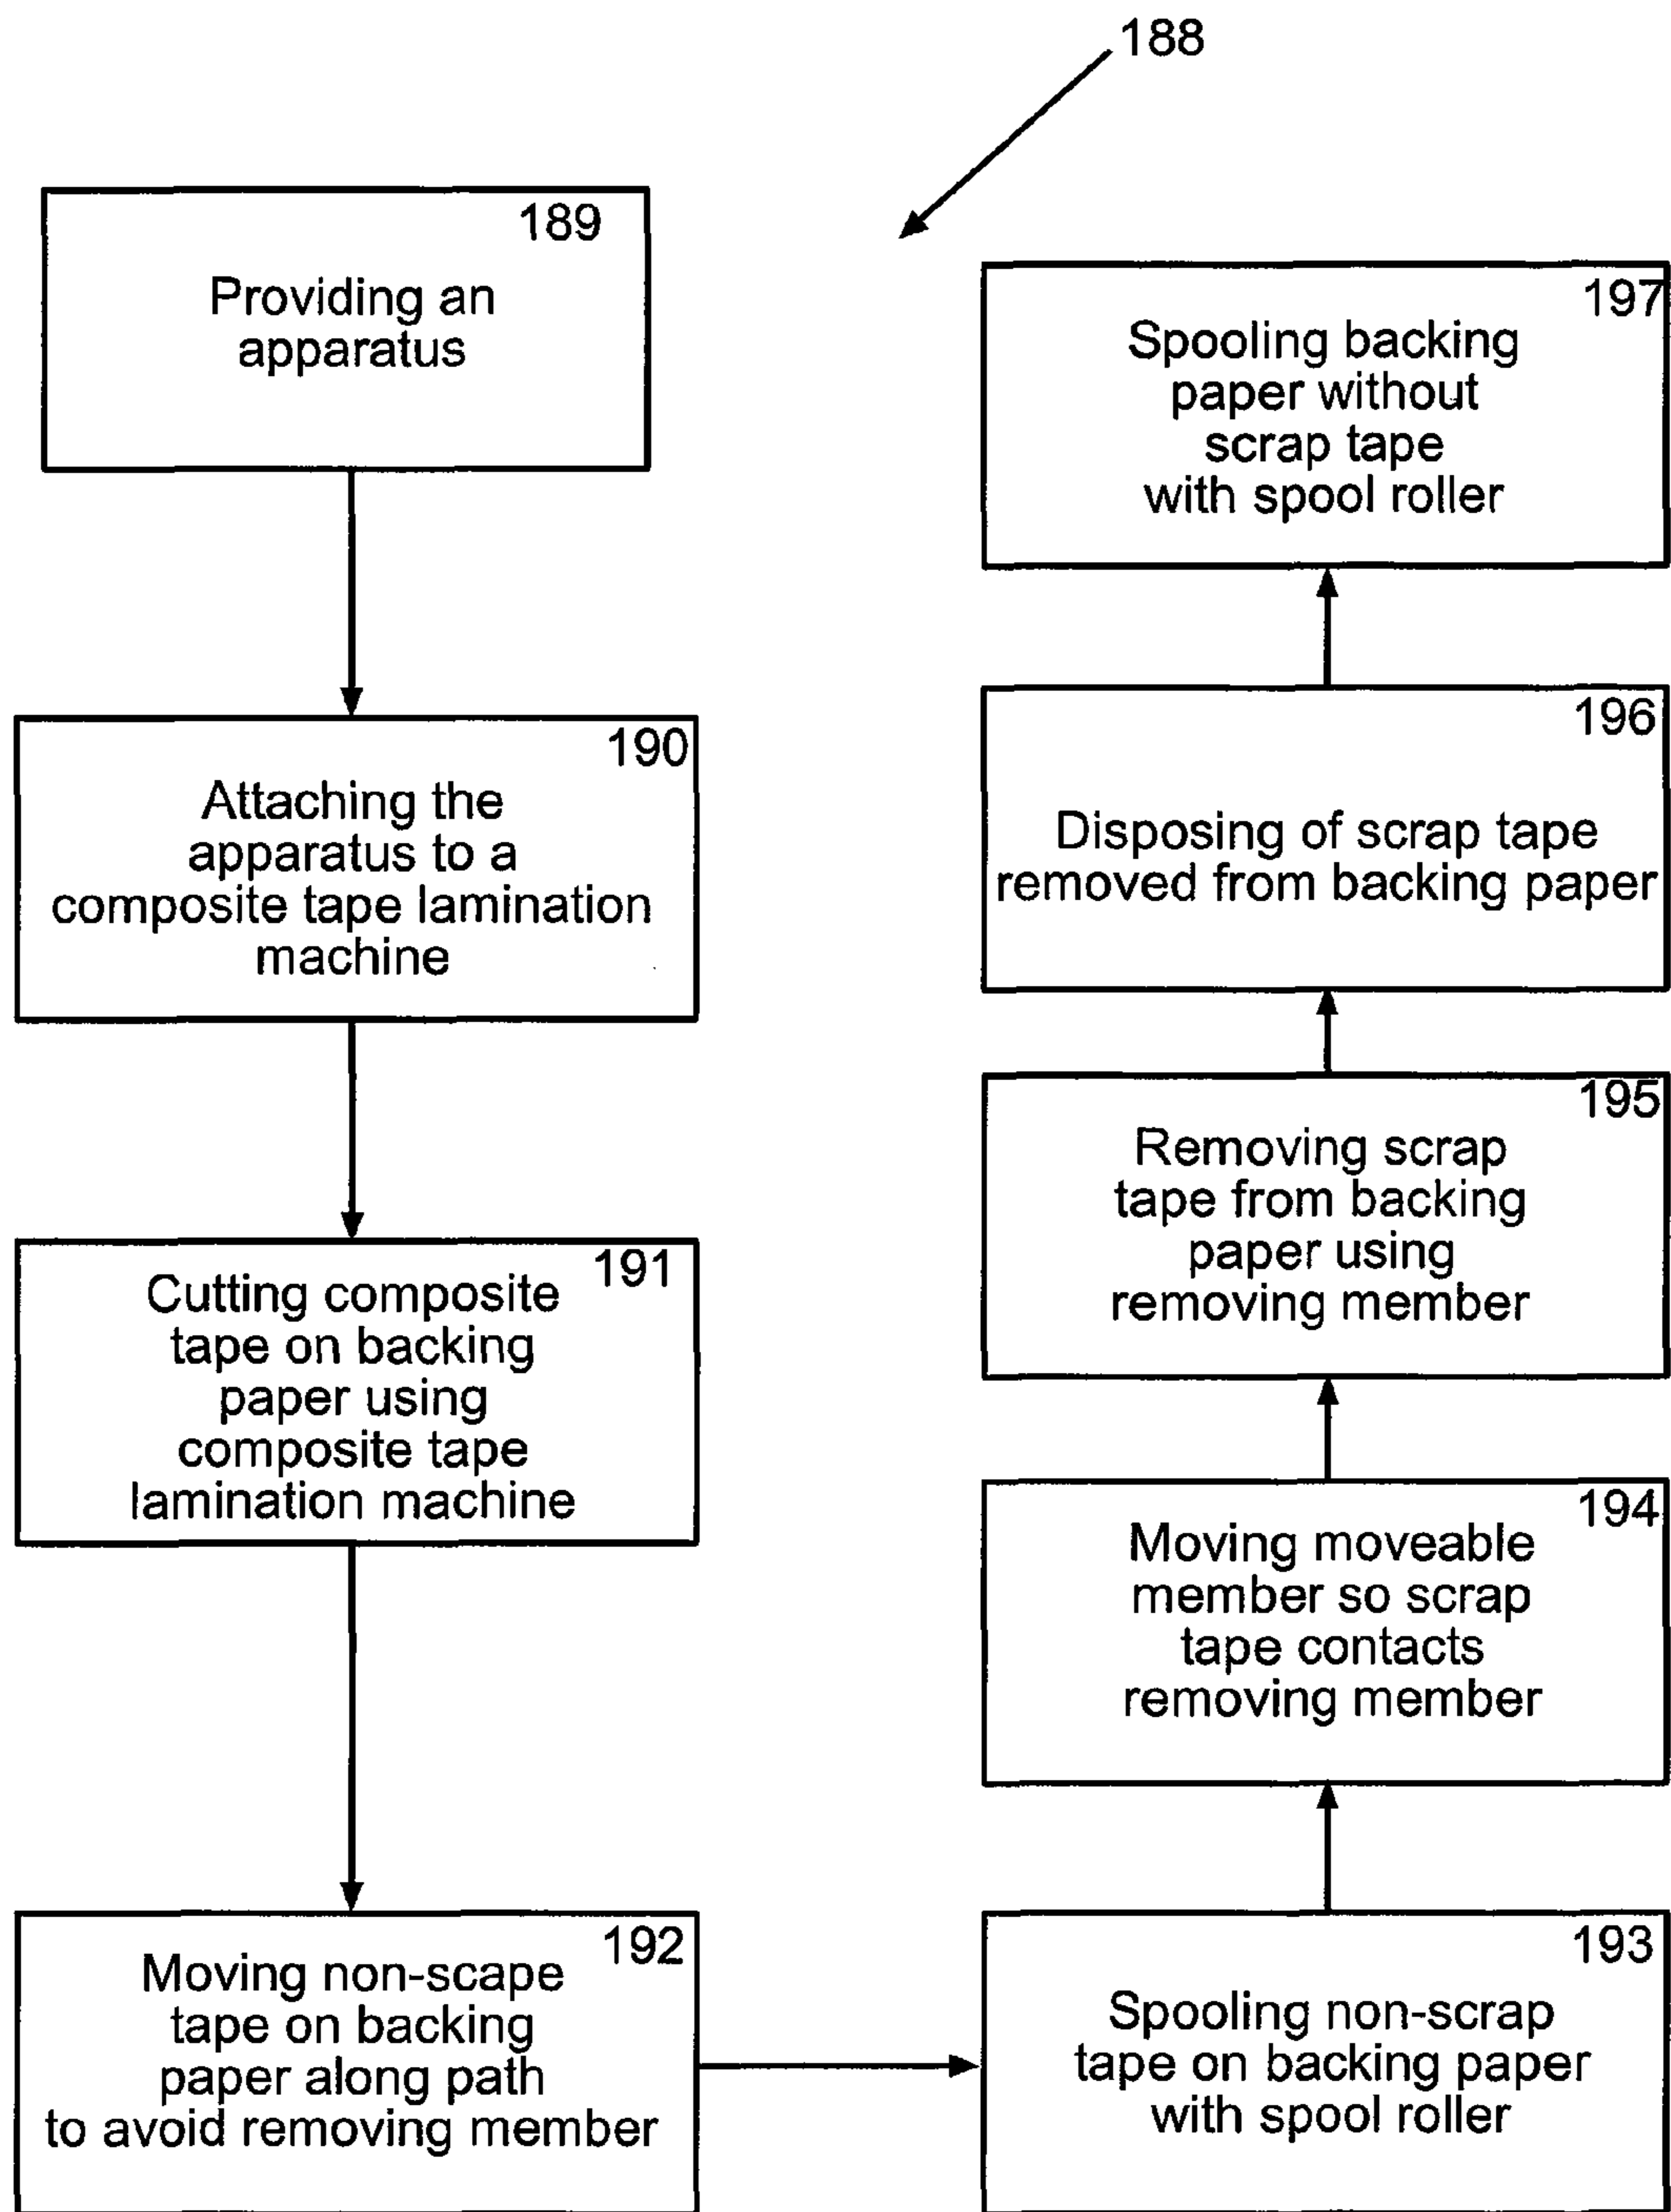 188
189
Providing an
apparatus
190
Attaching the
apparatus to a
composite tape lamination
machine
191
Cutting composite
tape on backing
paper using
composite tape
lamination machine
192
Moving non-scape
tape on backing
paper along path
to avoid removing member
193
Spooling non-scrap
tape on backing paper
with spool roller
194
Moving moveable
member so scrap
tape contacts
removing member
195
Removing scrap
tape from backing
paper using
removing member
196
Disposing of scrap tape
removed from backing paper
197
Spooling backing
paper without
scrap tape
with spool roller